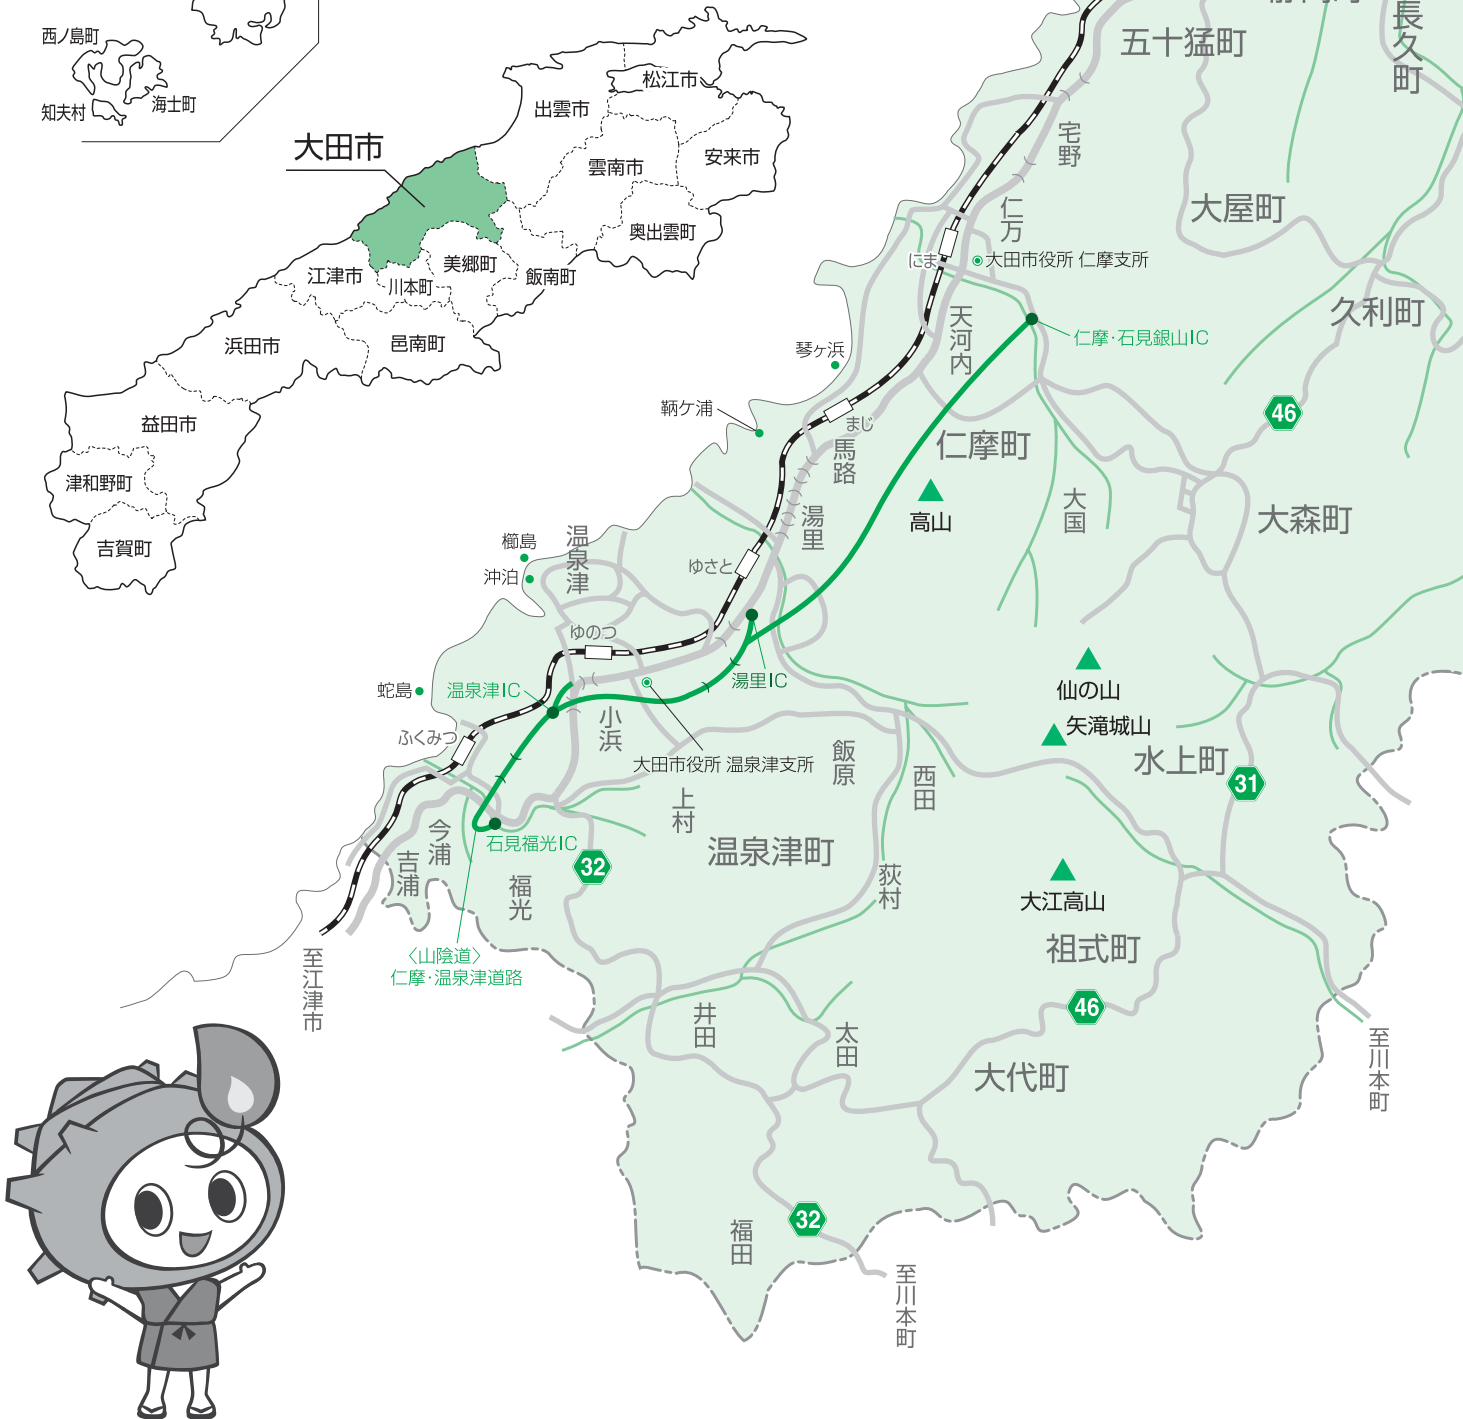 西ノ島町
知夫村
海士町
大田市
松江市
出雲市
雲南市
安来市
奥出雲町
美郷町
飯南町
江津市
川本町
邑南町
浜田市
益田市
津和野町
吉賀町
五十猛町
長久町
宅野
大屋町
仁万
にま
大田市役所 仁摩支所
久利町
天河内
仁摩・石見銀山IC
琴ヶ浜
鞆ケ浦
まじ
馬路
仁摩町
46
高山
大国
大森町
湯里
櫛島
沖泊
温泉津
ゆさと
ゆのつ
湯里IC
仙の山
蛇島
温泉津IC
矢滝城山
ふくみつ
小浜
大田市役所 温泉津支所
飯原
西田
水上町
31
上村
今浦
石見福光IC
温泉津町
吉浦
32
福光
荻村
大江高山
祖式町
〈山陰道〉
仁摩・温泉津道路
至江津市
井田
太田
46
大代町
至川本町
福田
32
至川本町